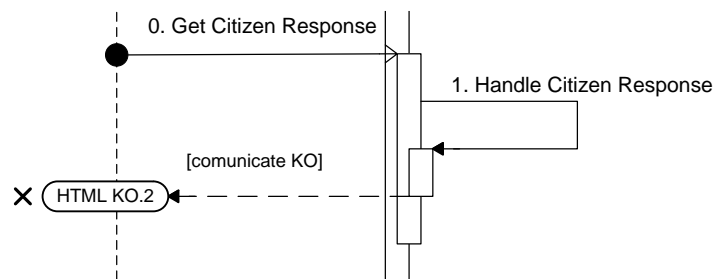 0. Get Citizen Response
1. Handle Citizen Response
[comunicate KO]
HTML KO.2